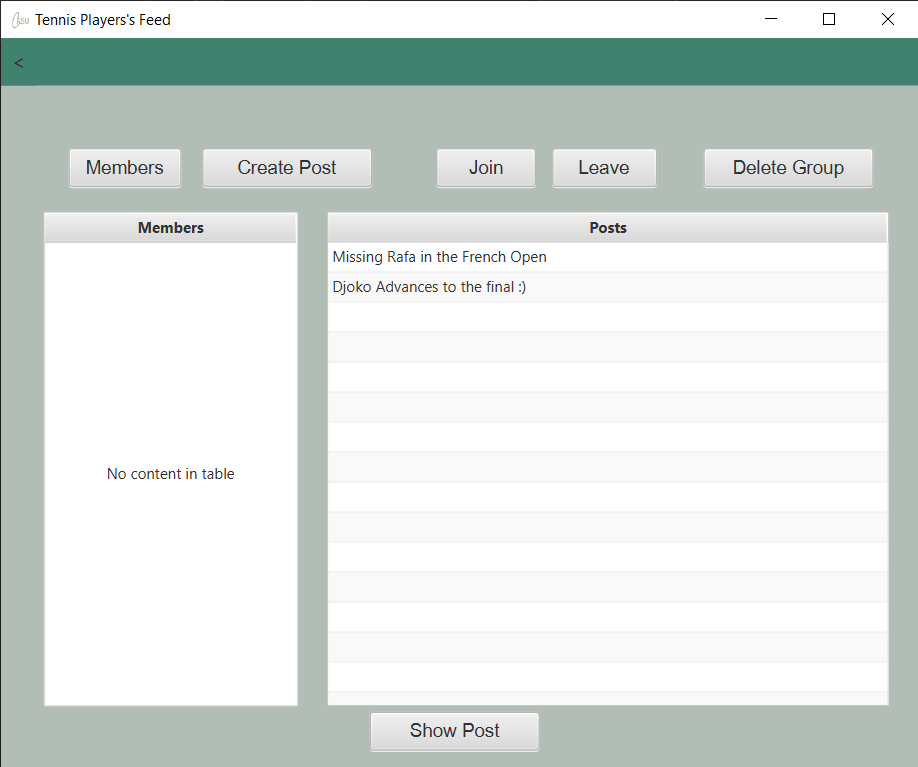 Tennis Players's Feed
<
Members Create Post Join Leave Delete Group
Members Posts
Missing Rafa in the French Open
Djoko Advances to the final :)
No content in table
Show Post